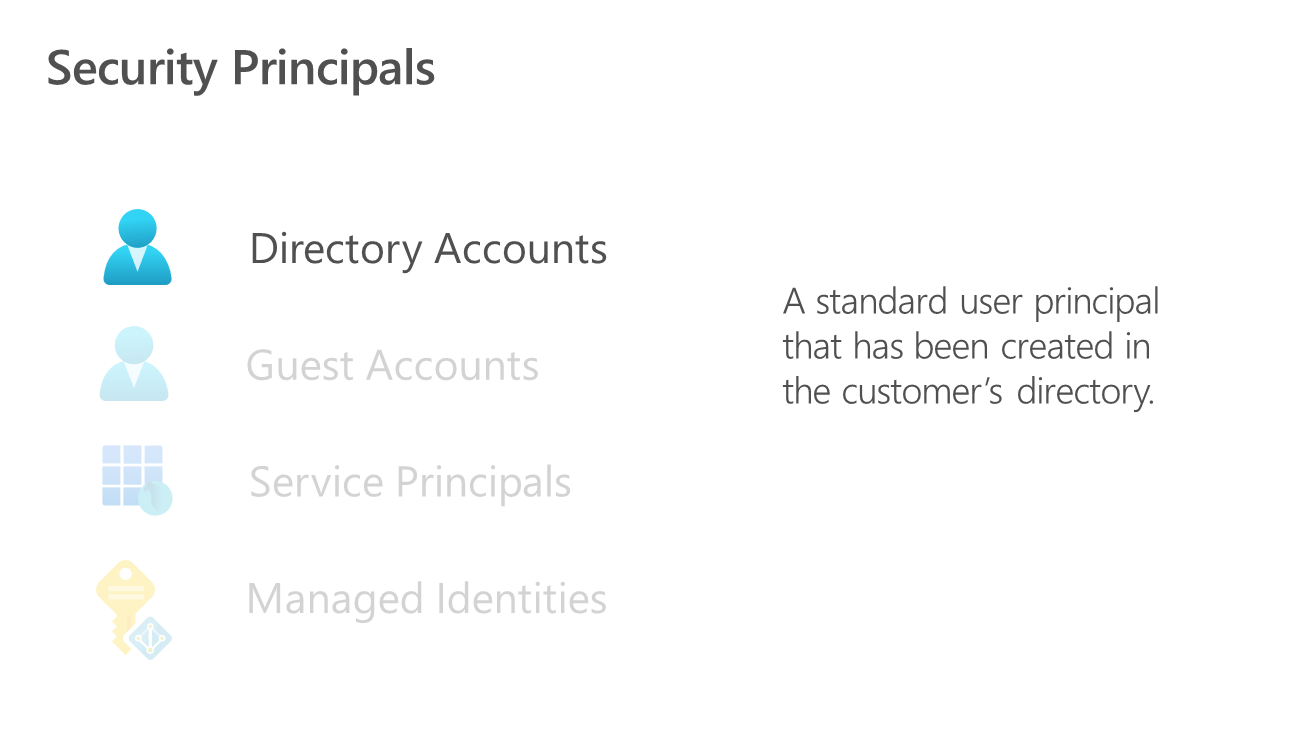 Security Principals
Directory Accounts
Guest Accounts
Service Principals
Managed Identities
A standard user principal
that has been created in
the customer’s directory.